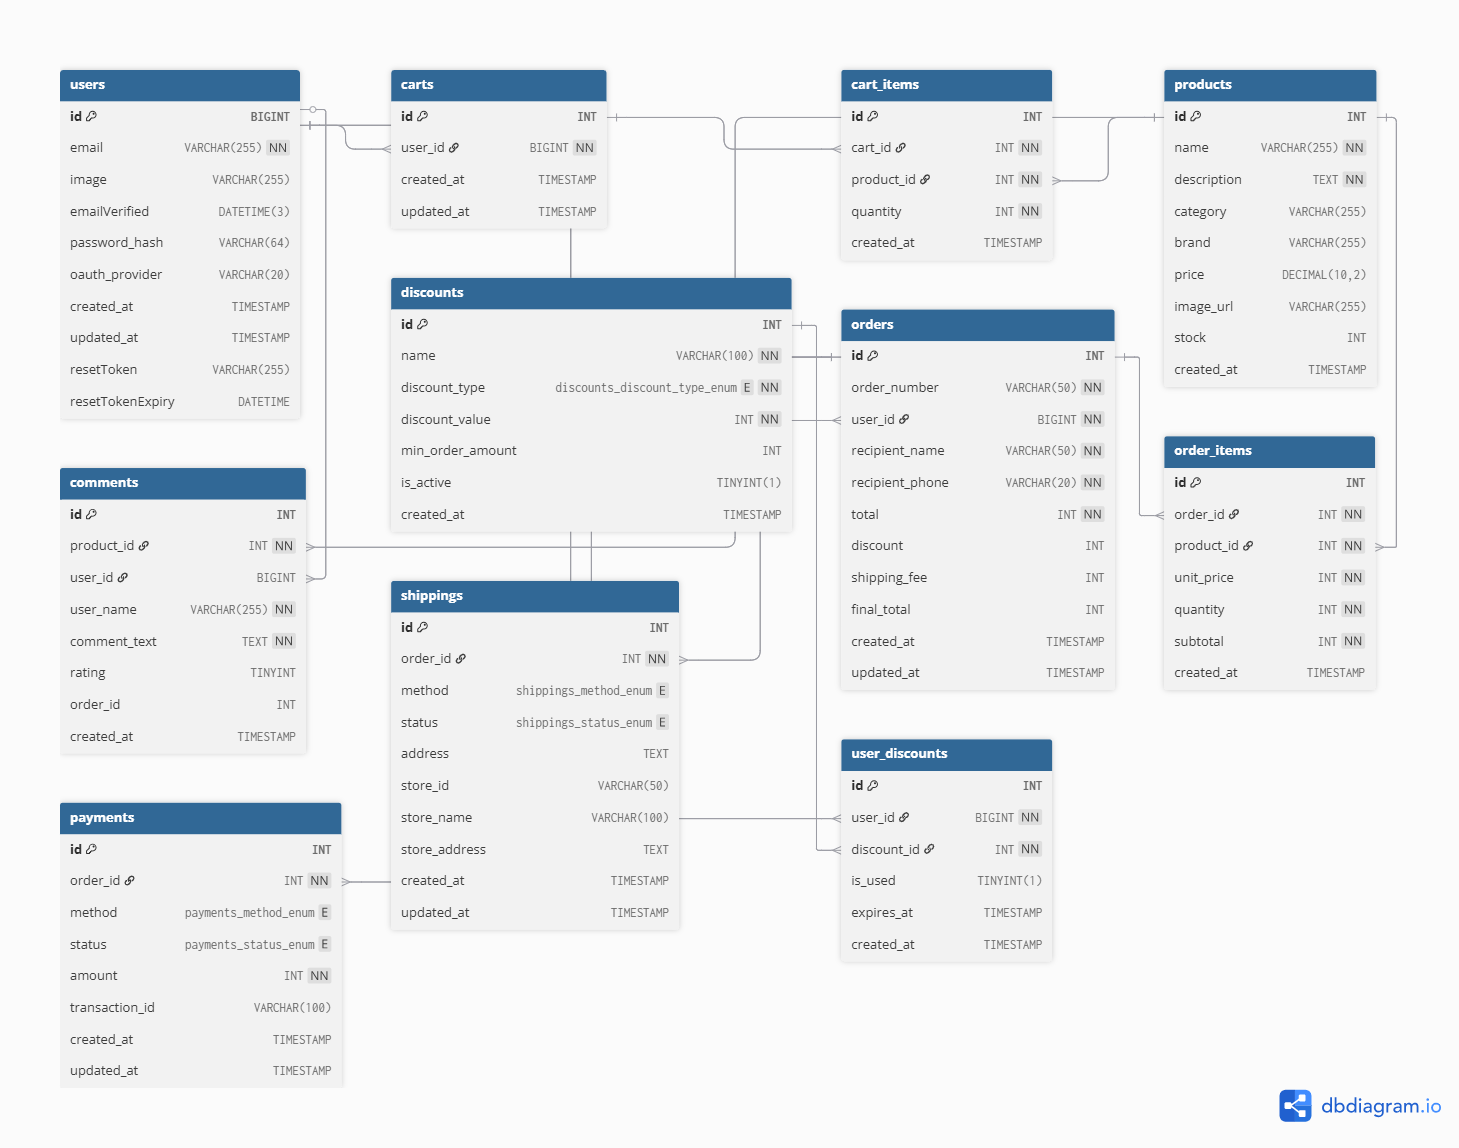 users
id BIGINT
email VARCHAR(255) NN
image VARCHAR(255)
emailVerified DATETIME(3)
password_hash VARCHAR(64)
oauth_provider VARCHAR(20)
created_at TIMESTAMP
updated_at TIMESTAMP
resetToken VARCHAR(255)
resetTokenExpiry DATETIME
carts
id INT
user_id BIGINT NN
created_at TIMESTAMP
updated_at TIMESTAMP
cart_items
id INT
cart_id INT NN
product_id INT NN
quantity INT NN
created_at TIMESTAMP
products
id INT
name VARCHAR(255) NN
description TEXT NN
category VARCHAR(255)
brand VARCHAR(255)
price DECIMAL(10,2)
image_url VARCHAR(255)
stock INT
created_at TIMESTAMP
discounts
id INT
name VARCHAR(100) NN
discount_type discounts_discount_type_enum E NN
discount_value INT NN
min_order_amount INT
is_active TINYINT(1)
created_at TIMESTAMP
orders
id INT
order_number VARCHAR(50) NN
user_id BIGINT NN
recipient_name VARCHAR(50) NN
recipient_phone VARCHAR(20) NN
total INT NN
discount INT
shipping_fee INT
final_total INT
created_at TIMESTAMP
updated_at TIMESTAMP
order_items
id INT
order_id INT NN
product_id INT NN
unit_price INT NN
quantity INT NN
subtotal INT NN
created_at TIMESTAMP
comments
id INT
product_id INT NN
user_id BIGINT
user_name VARCHAR(255) NN
comment_text TEXT NN
rating TINYINT
order_id INT
created_at TIMESTAMP
shippings
id INT
order_id INT NN
method shippings_method_enum E
status shippings_status_enum E
address TEXT
store_id VARCHAR(50)
store_name VARCHAR(100)
store_address TEXT
created_at TIMESTAMP
updated_at TIMESTAMP
user_discounts
id INT
user_id BIGINT NN
discount_id INT NN
is_used TINYINT(1)
expires_at TIMESTAMP
created_at TIMESTAMP
payments
id INT
order_id INT NN
method payments_method_enum E
status payments_status_enum E
amount INT NN
transaction_id VARCHAR(100)
created_at TIMESTAMP
updated_at TIMESTAMP
dbdiagram.io